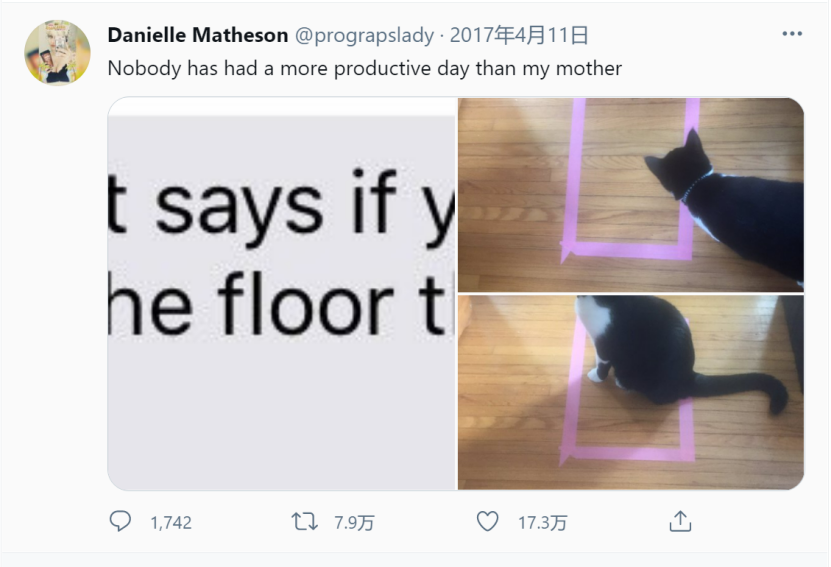 Danielle Matheson @prograpslady · 2017年4月11日
Nobody has had a more productive day than my mother
t says if y
he floor t
1,742 7.9万 17.3万